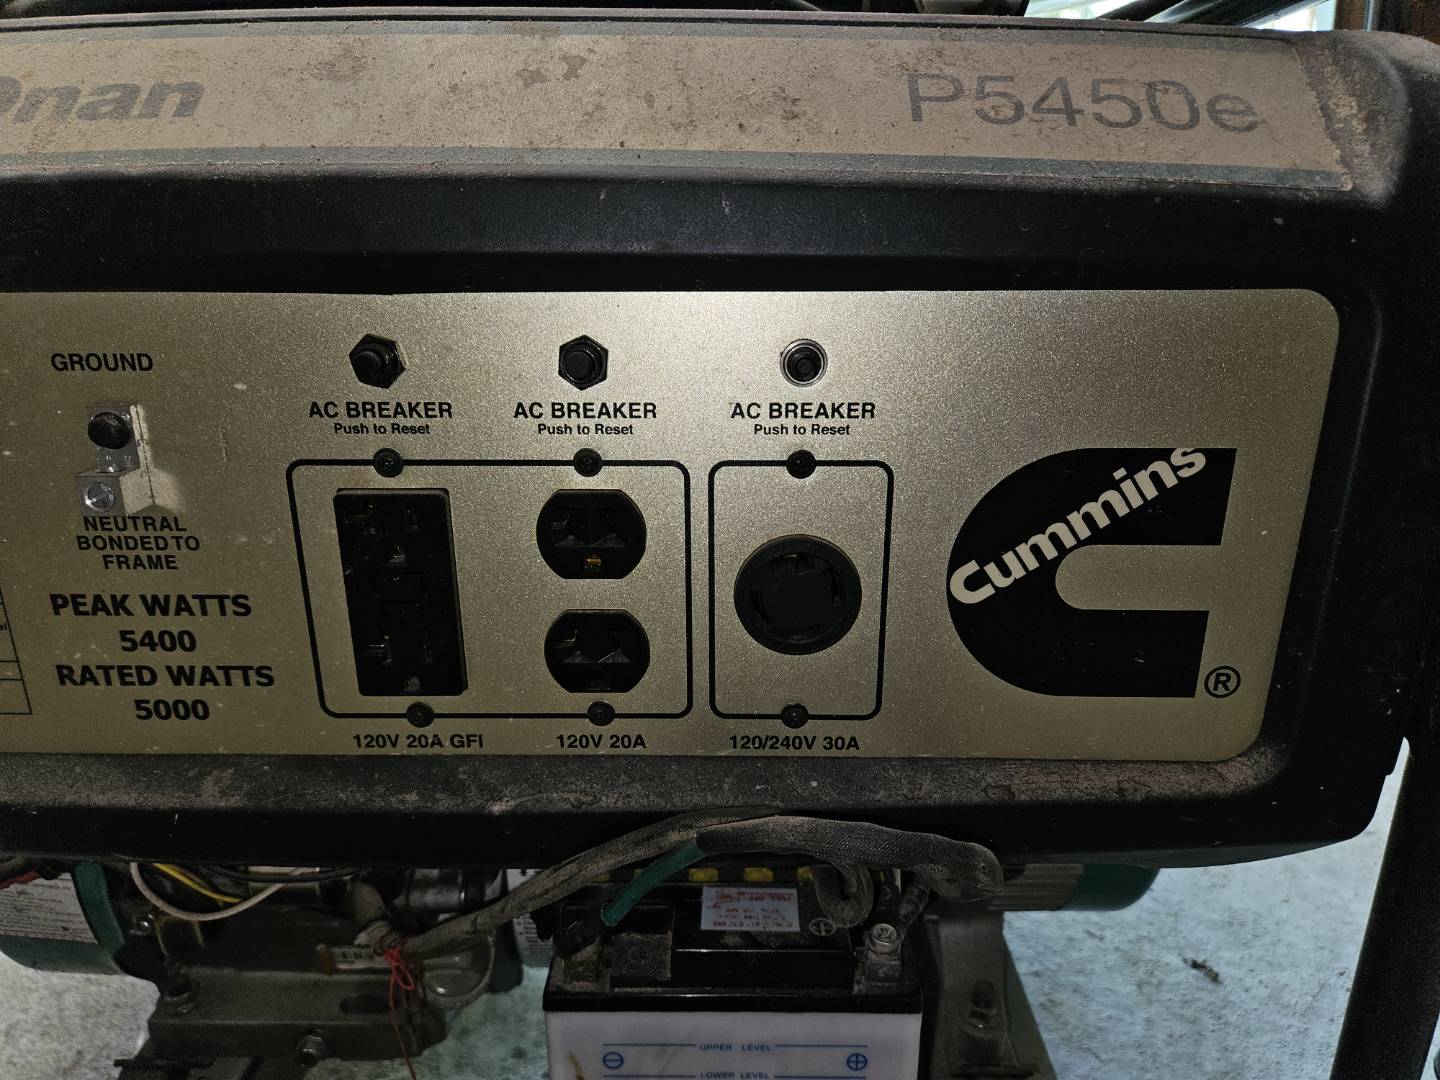 Onan
P5450e
GROUND
AC BREAKER
Push to Reset
AC BREAKER
Push to Reset
AC BREAKER
Push to Reset
NEUTRAL
BONDED TO
FRAME
PEAK WATTS
5400
RATED WATTS
5000
120V 20A GFI
120V 20A
120/240V 30A
Cummins
®
UPPER LEVEL
LOWER LEVEL